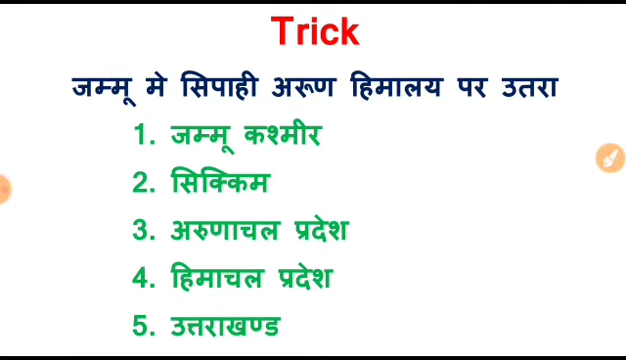 Trick
जम्मू मे सिपाही अरूण हिमालय पर उतरा
1. जम्मू कश्मीर
2. सिक्किम
3. अरुणाचल प्रदेश
4. हिमाचल प्रदेश
5. उत्तराखण्ड